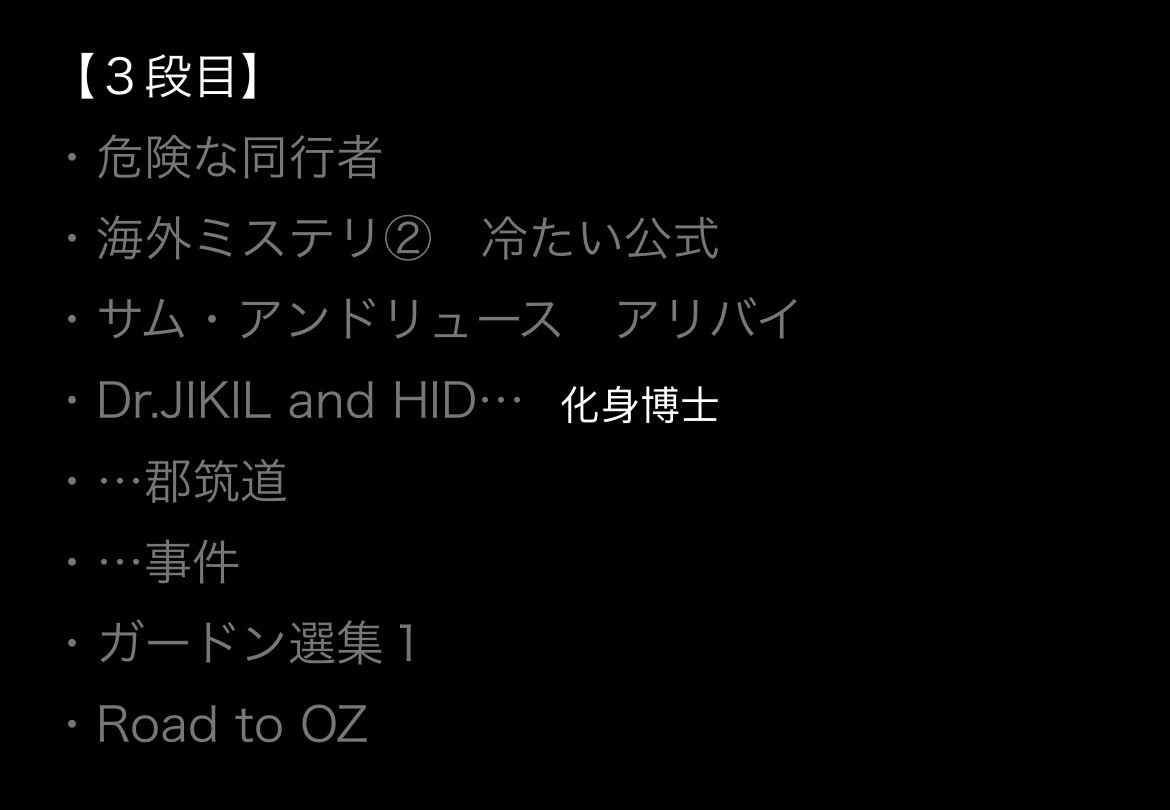 【３段目】
・危険な同行者
・海外ミステリ②　冷たい公式
・サム・アンドリュース　アリバイ
・Dr.JIKIL and HID…　化身博士
・…郡筑道
・…事件
・ガードン選集１
・Road to OZ